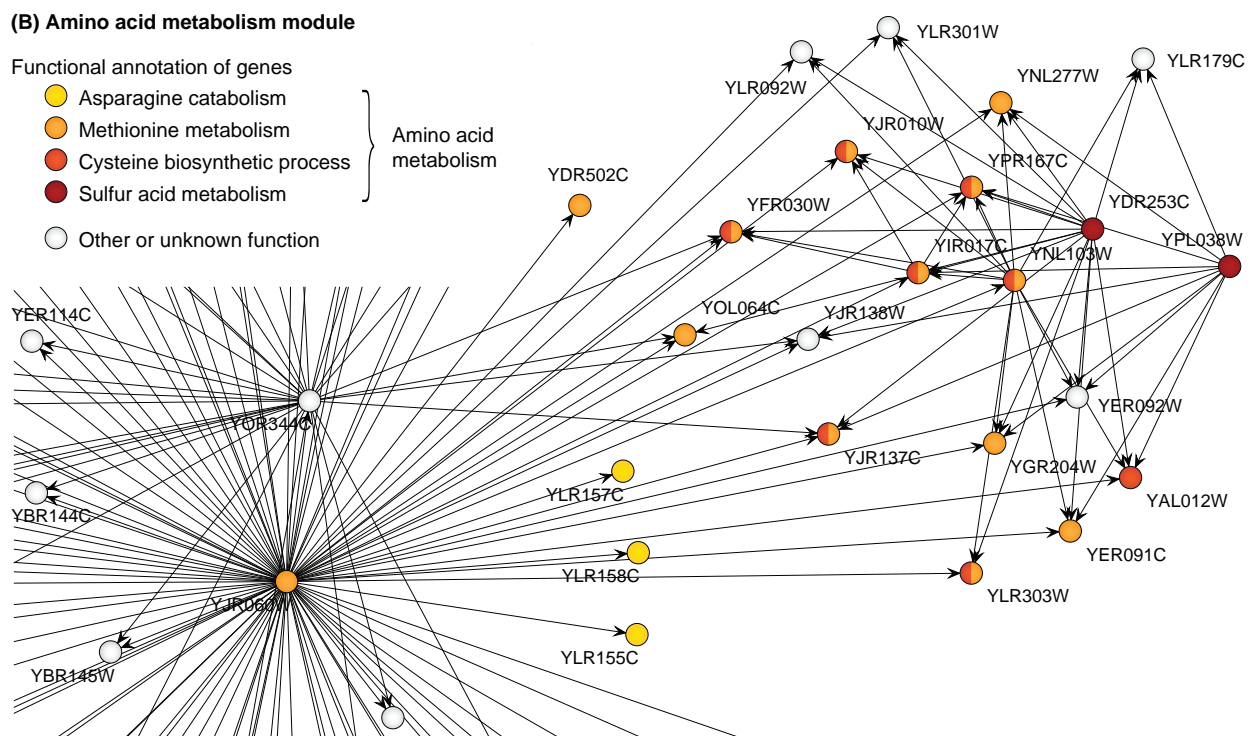 (B) Amino acid metabolism module
Functional annotation of genes
Asparagine catabolism
Methionine metabolism
Cysteine biosynthetic process
Sulfur acid metabolism
Amino acid
metabolism
Other or unknown function
YLR301W
YLR092W
YNL277W
YLR179C
YJR010W
YPR167C
YDR502C
YFR030W
YDR253C
YIR017C
YNL103W
YPL038W
YER114C
YOL064C
YJR138W
YOR344C
YER092W
YJR137C
YGR204W
YLR157C
YAL012W
YBR144C
YER091C
YLR158C
YLR303W
YJR060W
YLR155C
YBR145W